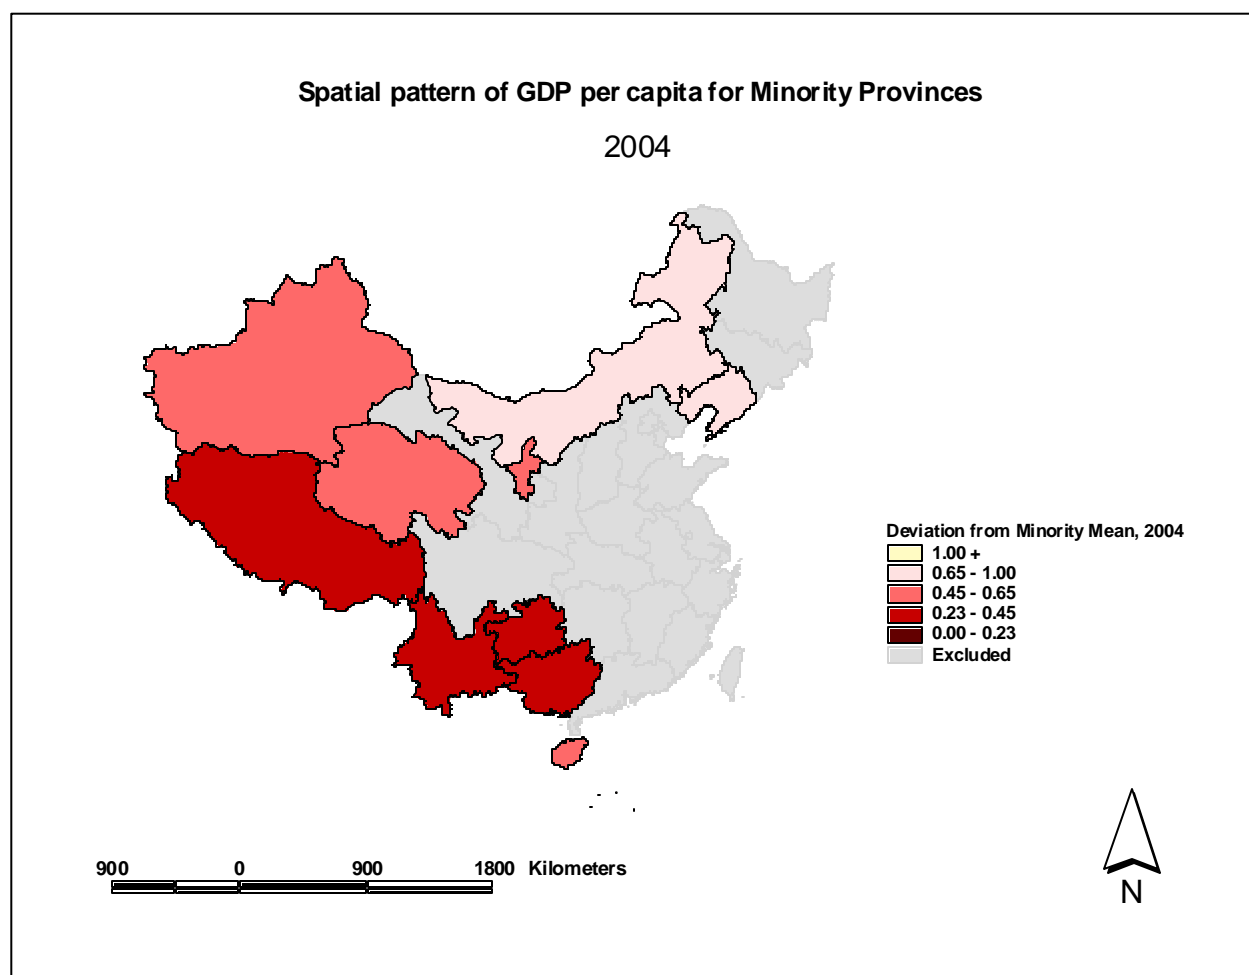 Spatial pattern of GDP per capita for Minority Provinces
2004
Deviation from Minority Mean, 2004
1.00 +
0.65 - 1.00
0.45 - 0.65
0.23 - 0.45
0.00 - 0.23
Excluded
900 0 900 1800 Kilometers
N